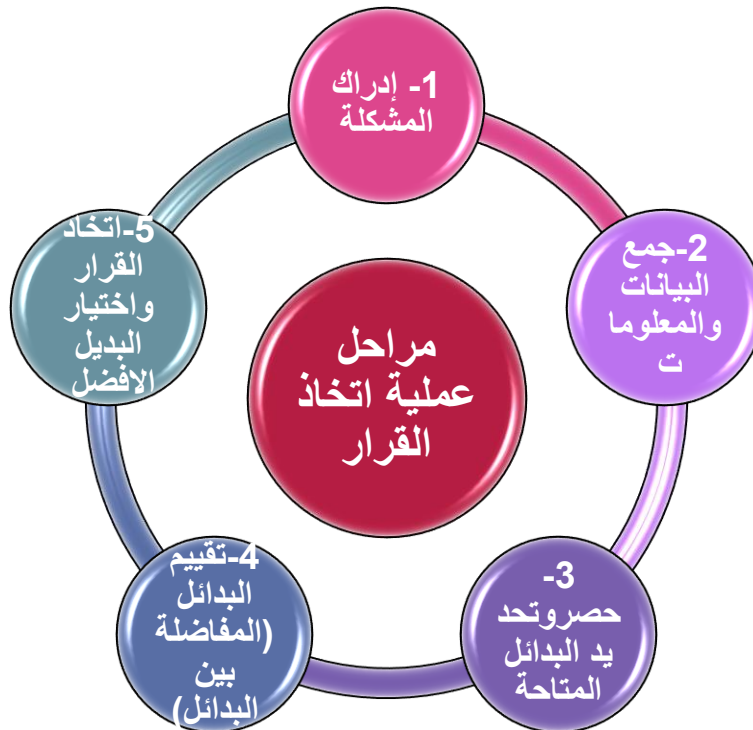 1- إدراك
المشكلة
2-جمع
البيانات
والمعلوما
ت
3-
حصروتحد
يد البدائل
المتاحة
4-تقييم
البدائل
(المفاضلة
بين
البدائل)
5-اتخاذ
القرار
واختيار
البديل
الافضل
مراحل
عملية اتخاذ
القرار